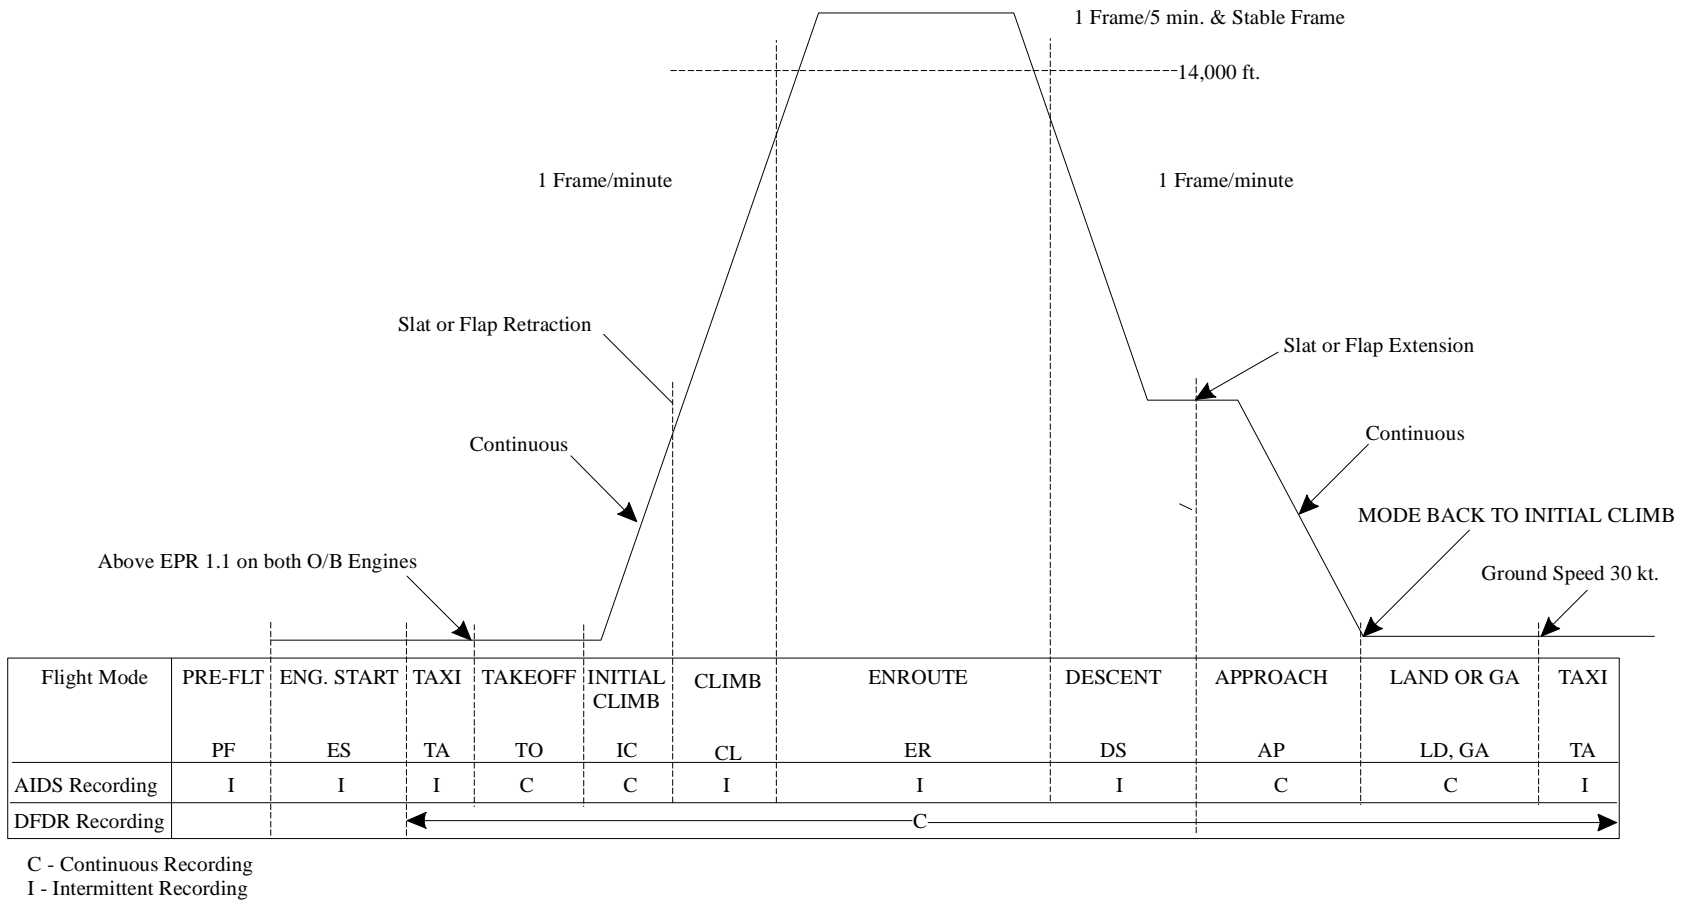 1 Frame/5 min. & Stable Frame
14,000 ft.
1 Frame/minute
1 Frame/minute
Slat or Flap Retraction
Slat or Flap Extension
Continuous
Continuous
MODE BACK TO INITIAL CLIMB
Above EPR 1.1 on both O/B Engines
Ground Speed 30 kt.
Flight Mode PRE-FLT ENG. START TAXI TAKEOFF INITIAL CLIMB CLIMB ENROUTE DESCENT APPROACH LAND OR GA TAXI
PF ES TA TO IC CL ER DS AP LD, GA TA
AIDS Recording I I I C C I I I C C I
DFDR Recording C
C - Continuous Recording
I - Intermittent Recording